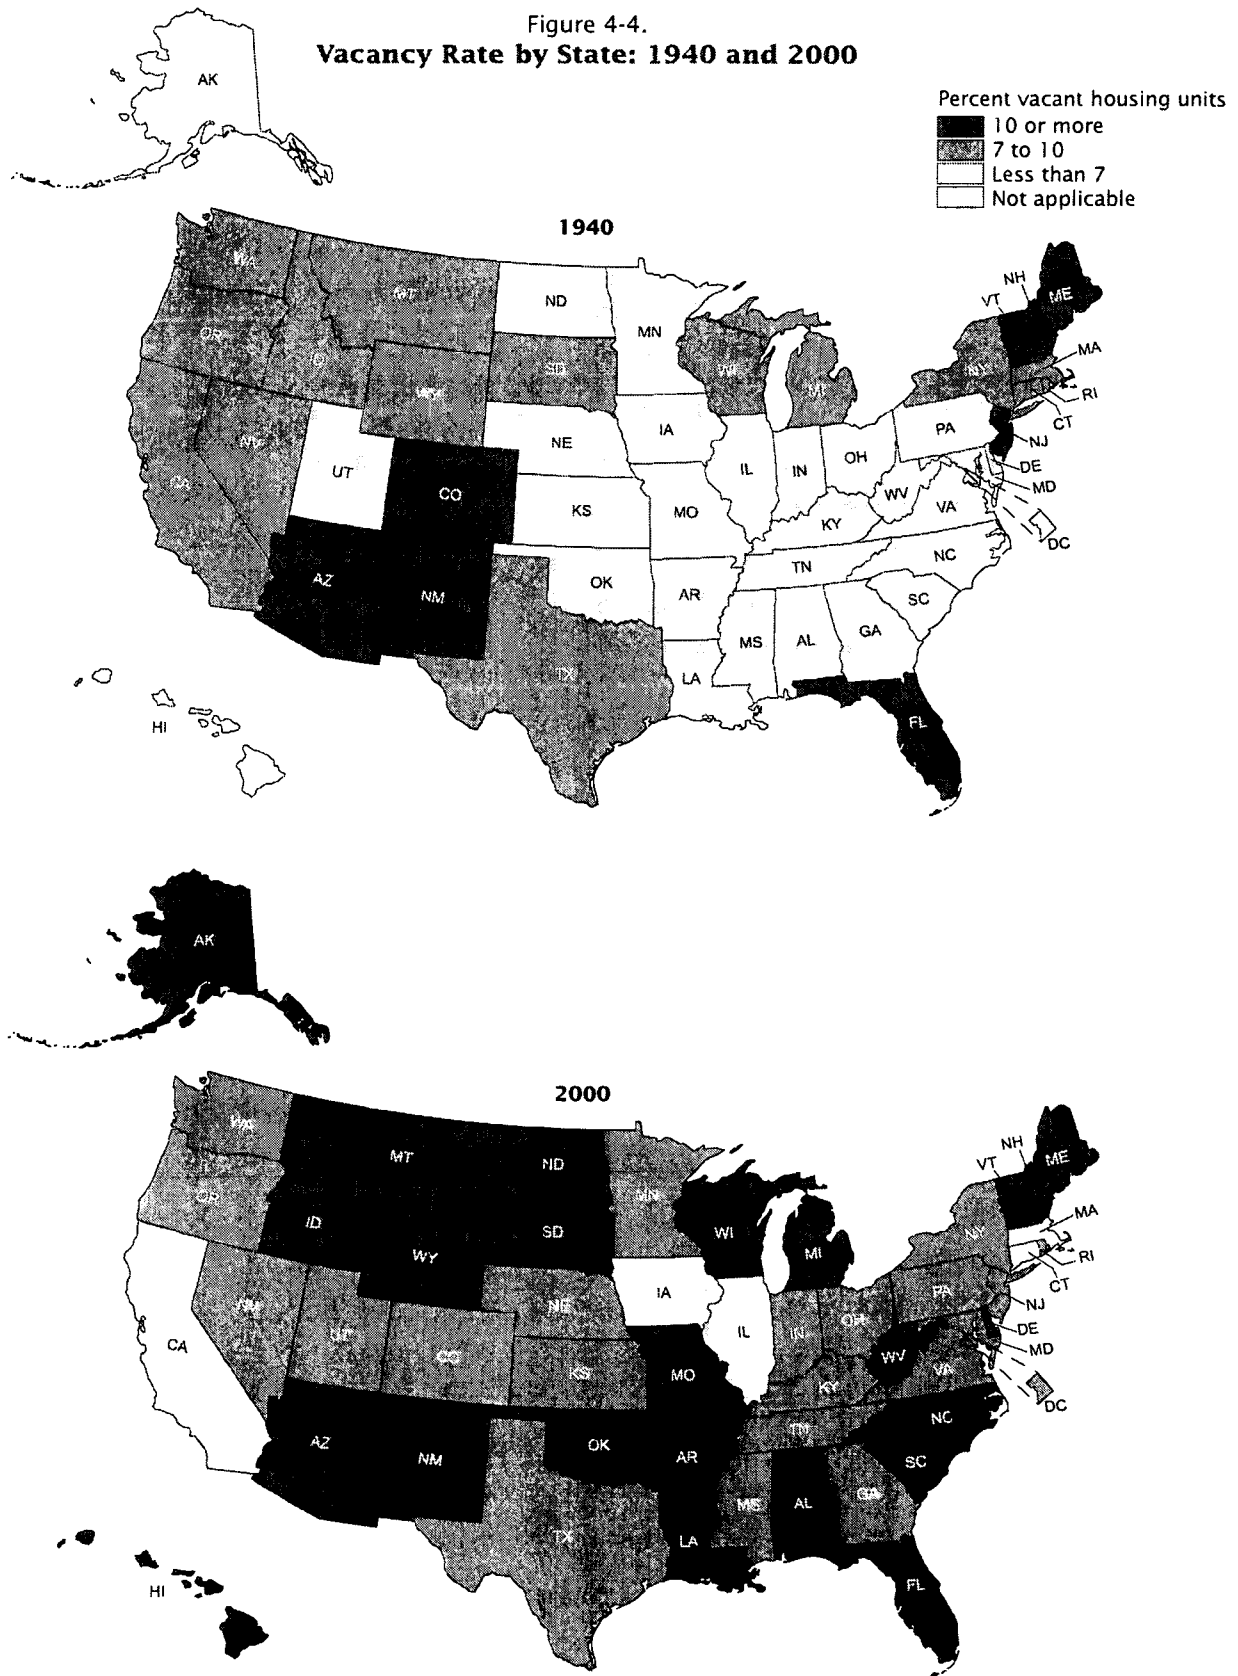 Figure 4-4.
Vacancy Rate by State: 1940 and 2000
AK
Percent vacant housing units
10 or more
7 to 10
Less than 7
Not applicable
1940
WA
MT
ND
MN
NH
VT
ME
OR
ID
WY
SD
WI
MI
NY
MA
RI
CT
NV
CA
UT
CO
NE
IA
IL
IN
OH
PA
NJ
DE
MD
KS
MO
WV
VA
KY
DC
AZ
NM
OK
AR
TN
NC
SC
MS
AL
GA
TX
LA
FL
HI
AK
2000
WA
MT
ND
MN
NH
VT
ME
OR
ID
SD
WY
WI
MI
NY
MA
RI
CT
NV
CA
UT
CO
NE
IA
IL
IN
OH
PA
NJ
DE
MD
KS
MO
WV
VA
KY
DC
AZ
NM
OK
AR
TN
NC
SC
MS
AL
GA
TX
LA
FL
HI